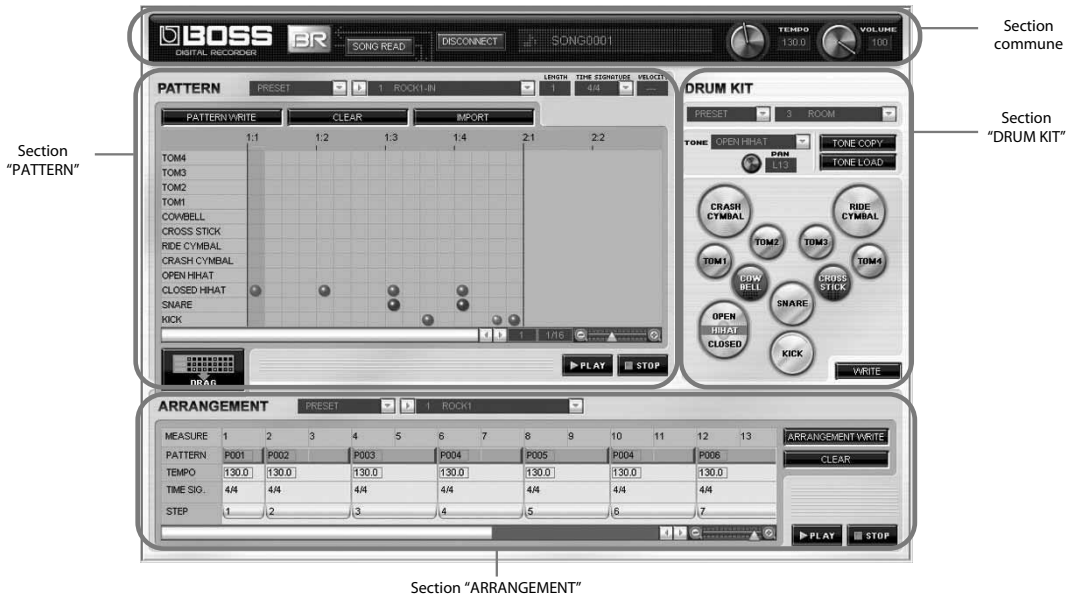 BOSS
DIGITAL RECORDER
BR
SONG READ
DISCONNECT
SONG0001
TEMPO
130.0
VOLUME
100
Section
commune
PATTERN
PRESET
1 ROCK1-IN
LENGTH
1
TIME SIGNATURE
4/4
VELOCITY
---
PATTERN WRITE
CLEAR
IMPORT
1:1 1:2 1:3 1:4 2:1 2:2
TOM4
TOM3
TOM2
TOM1
COWBELL
CROSS STICK
RIDE CYMBAL
CRASH CYMBAL
OPEN HIHAT
CLOSED HIHAT
SNARE
KICK
1 1/16
DRAG
PLAY
STOP
Section
“PATTERN”
DRUM KIT
PRESET
3 ROOM
TONE OPEN HIHAT
PAN
L13
TONE COPY
TONE LOAD
CRASH
CYMBAL
RIDE
CYMBAL
TOM2
TOM3
TOM1
TOM4
COW
BELL
CROSS
STICK
SNARE
OPEN
HIHAT
CLOSED
KICK
WRITE
Section
“DRUM KIT”
ARRANGEMENT
PRESET
1 ROCK1
MEASURE 1 2 3 4 5 6 7 8 9 10 11 12 13
PATTERN P001 P002 P003 P004 P005 P004 P006
TEMPO 130.0 130.0 130.0 130.0 130.0 130.0 130.0
TIME SIG. 4/4 4/4 4/4 4/4 4/4 4/4 4/4
STEP 1 2 3 4 5 6 7
ARRANGEMENT WRITE
CLEAR
PLAY
STOP
Section “ARRANGEMENT”